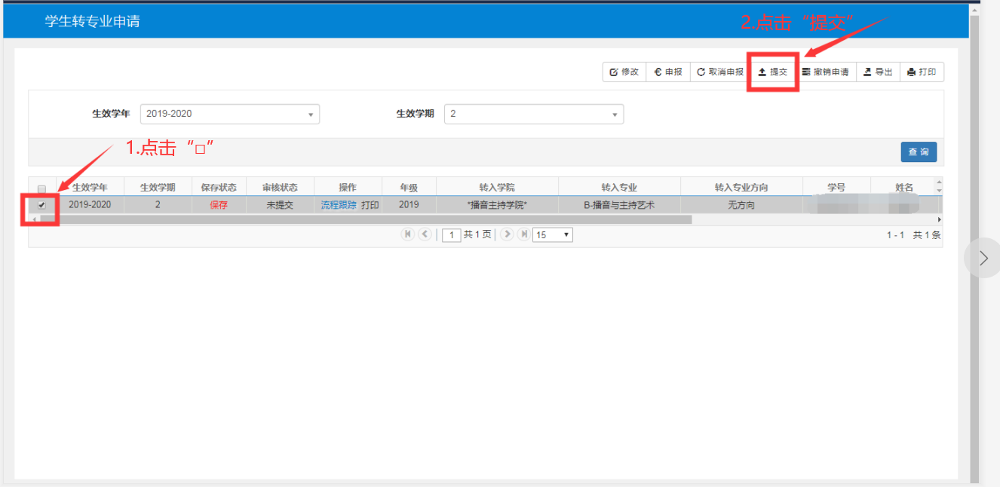 学生转专业申请
2.点击“提交”
修改 申报 取消申报 提交 撤销申请 导出 打印
生效学年 2019-2020 生效学期 2
1.点击“□”
查 询
生效学年 生效学期 保存状态 审核状态 操作 年级 转入学院 转入专业 转入专业方向 学号 姓名
2019-2020 2 保存 未提交 流程跟踪 打印 2019 *播音主持学院* B-播音与主持艺术 无方向
1 共 1 页 15 1 - 1 共 1 条